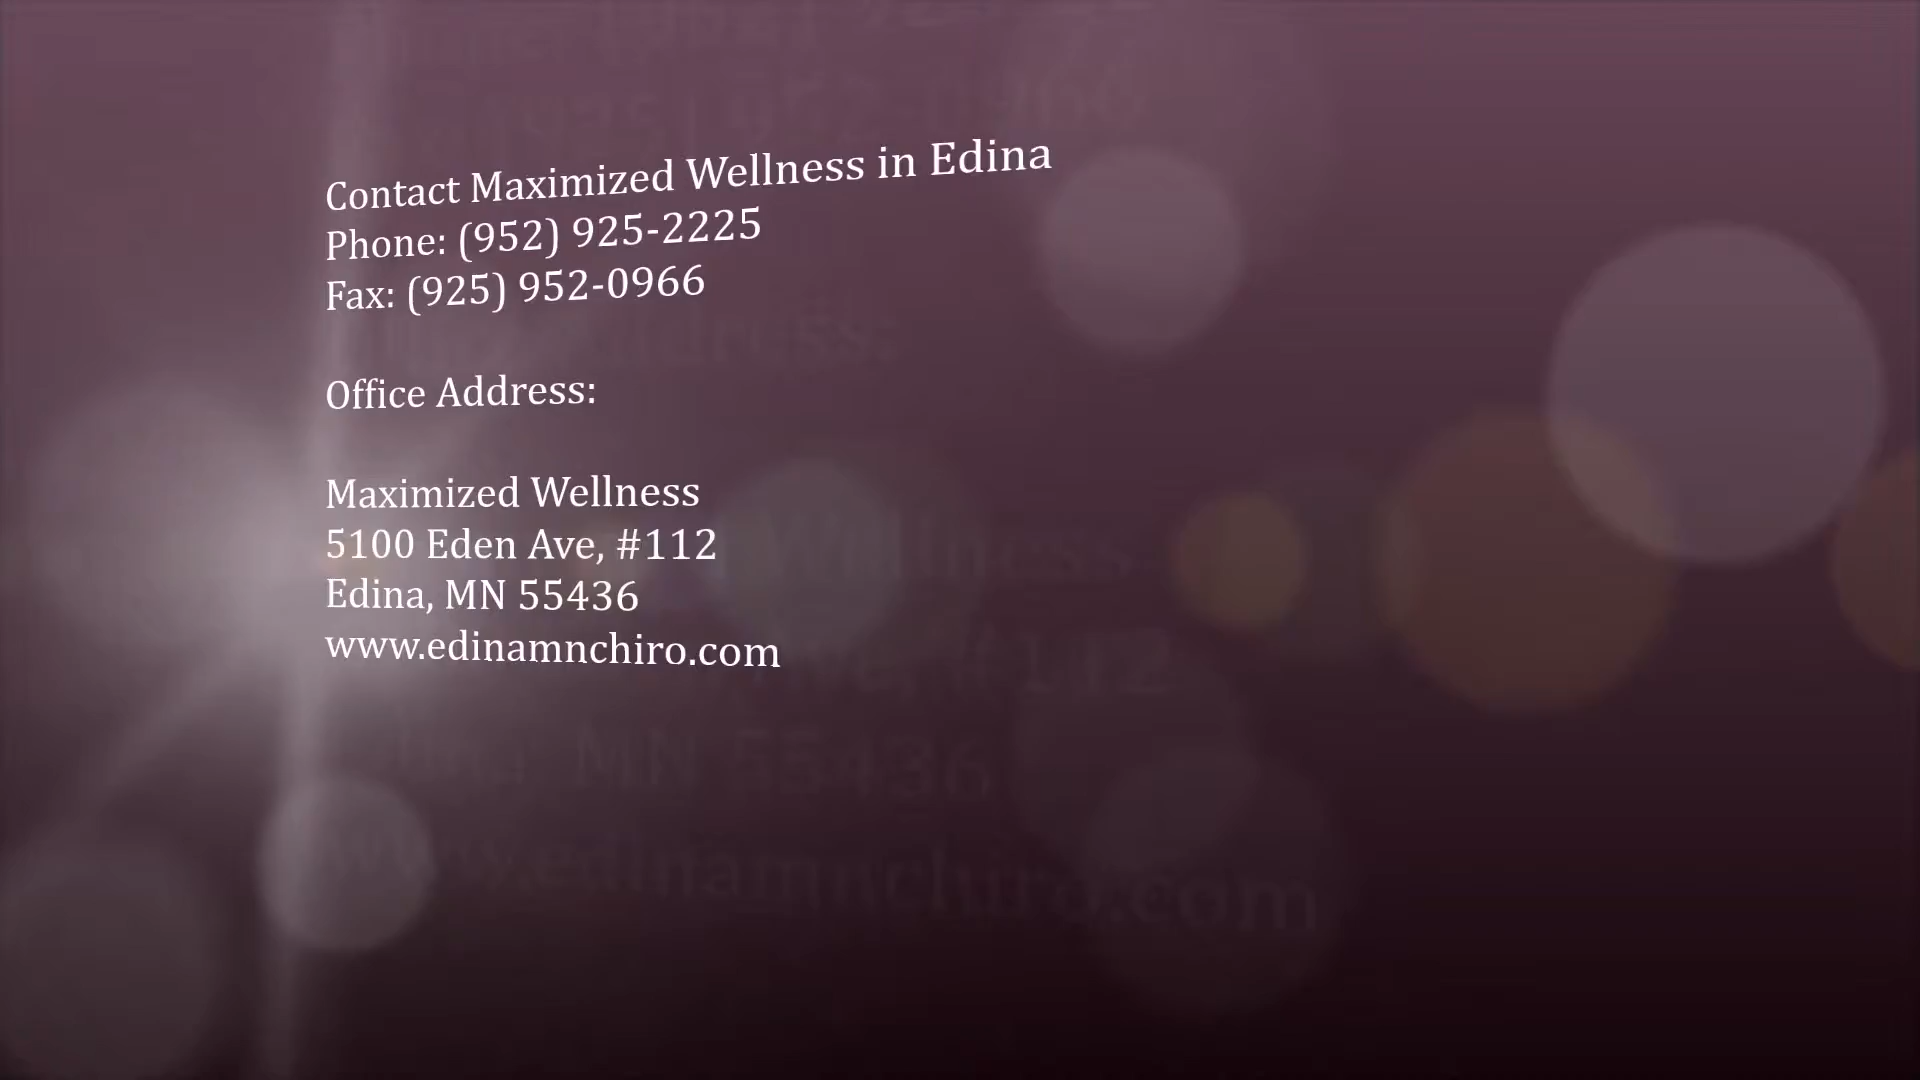 Contact Maximized Wellness in Edina
Phone: (952) 925-2225
Fax: (925) 952-0966
Office Address:
Maximized Wellness
5100 Eden Ave, #112
Edina, MN 55436
www.edinamnchiro.com